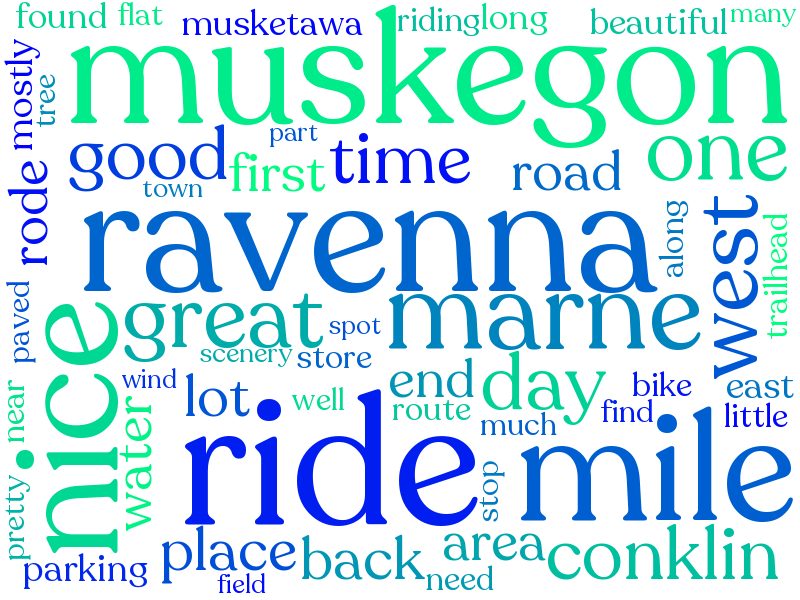 found flat musketawa riding long beautiful many
muskegon
mostly
tree
part
good first time road one
town
rode
ravenna
along
west
trailhead
paved
nice
great spot marne
scenery store
wind
lot well end day bike east
route much find little
near
water
ride mile
pretty
stop
parking place back area conklin
field need